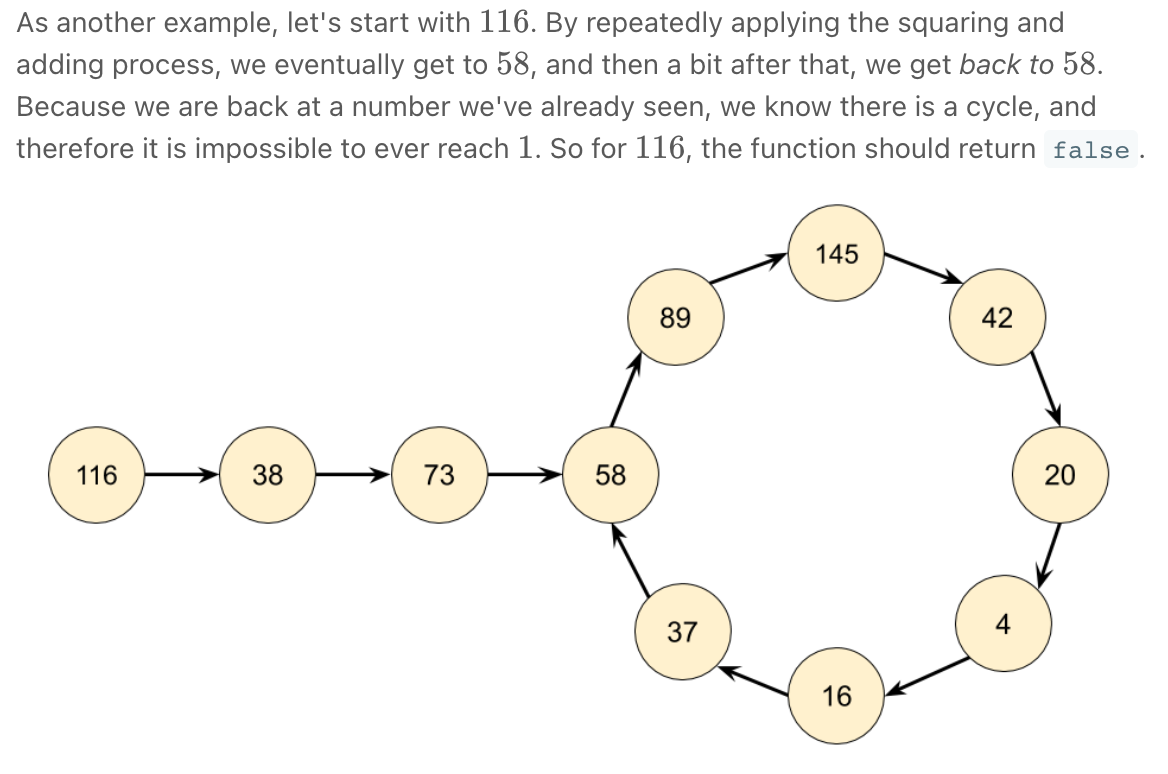 As another example, let's start with 116. By repeatedly applying the squaring and
adding process, we eventually get to 58, and then a bit after that, we get back to 58.
Because we are back at a number we've already seen, we know there is a cycle, and
therefore it is impossible to ever reach 1. So for 116, the function should return false.
145
89
42
116
38
73
58
20
37
4
16